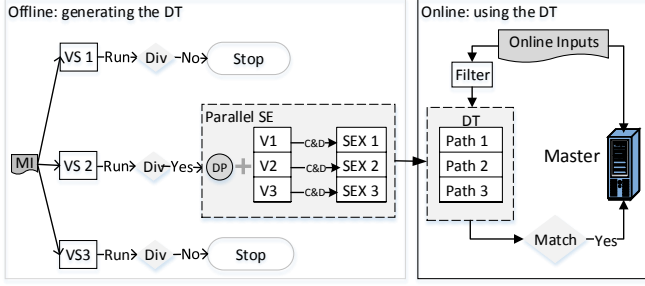 Offline: generating the DT
VS 1 Run Div No Stop
MI VS 2 Run Div Yes DP +
Parallel SE
V1 C&D SEX 1
V2 C&D SEX 2
V3 C&D SEX 3
VS3 Run Div No Stop
Online: using the DT
Online Inputs
Filter
DT
Path 1
Path 2
Path 3
Master
Match Yes